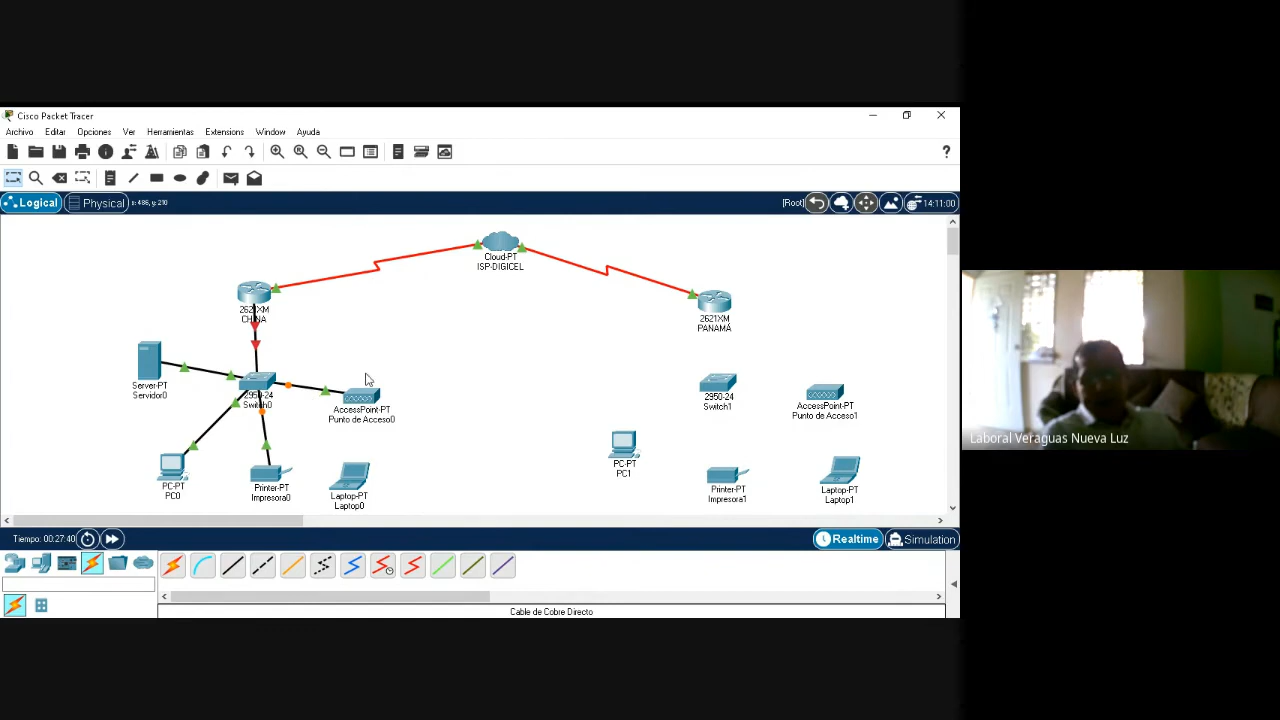 Cisco Packet Tracer
Archivo Editar Opciones Ver Herramientas Extensions Window Ayuda
?
Logical Physical x: 486, y: 210 [Root] 14:11:00
Cloud-PT
ISP-DIGICEL
2621XM
CHINA
2621XM
PANAMÁ
Server-PT
Servidor0
2950-24
Switch0
AccessPoint-PT
Punto de Acceso0
2950-24
Switch1
AccessPoint-PT
Punto de Acceso1
PC-PT
PC0
Printer-PT
Impresora0
Laptop-PT
Laptop0
PC-PT
PC1
Printer-PT
Impresora1
Laptop-PT
Laptop1
Laboral Veraguas Nueva Luz
Tiempo: 00:27:40 Realtime Simulation
Cable de Cobre Directo